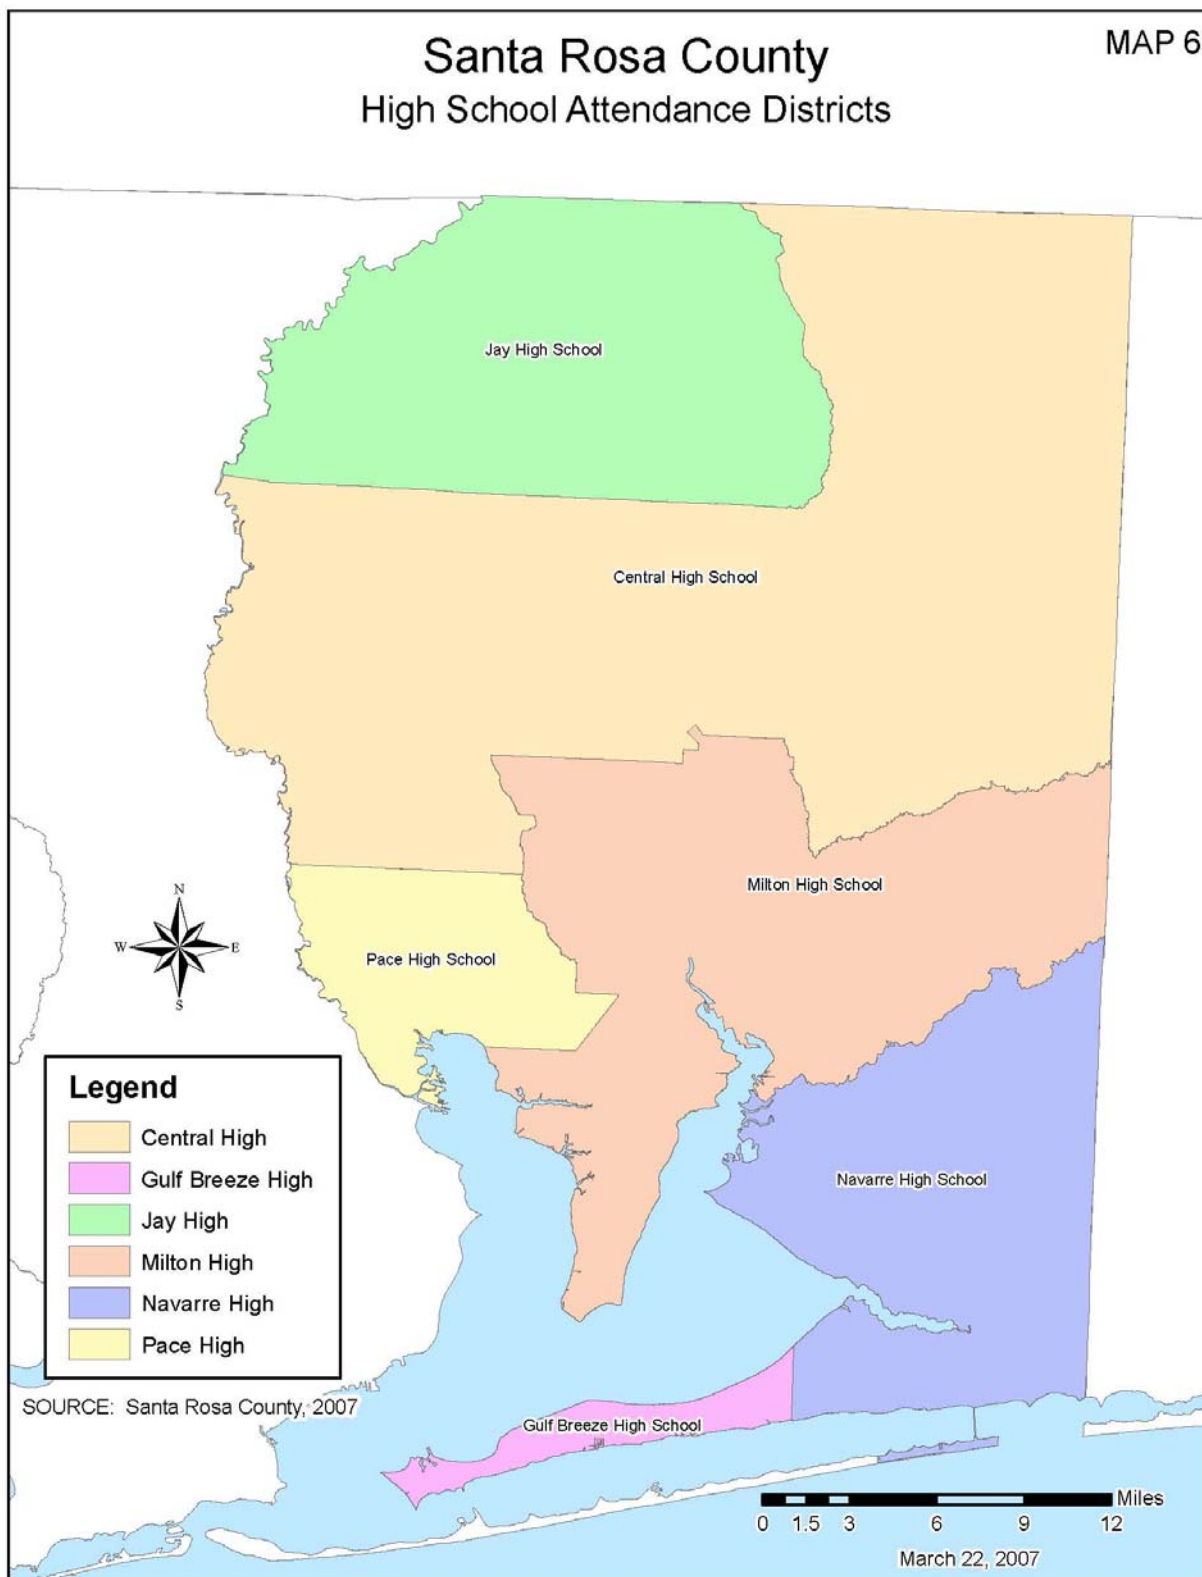 Santa Rosa County
MAP 6
High School Attendance Districts
Jay High School
Central High School
Milton High School
N
W
E
S
Pace High School
Legend
Central High
Gulf Breeze High
Jay High
Milton High
Navarre High
Pace High
Navarre High School
SOURCE: Santa Rosa County, 2007
Gulf Breeze High School
Miles
0 1.5 3 6 9 12
March 22, 2007